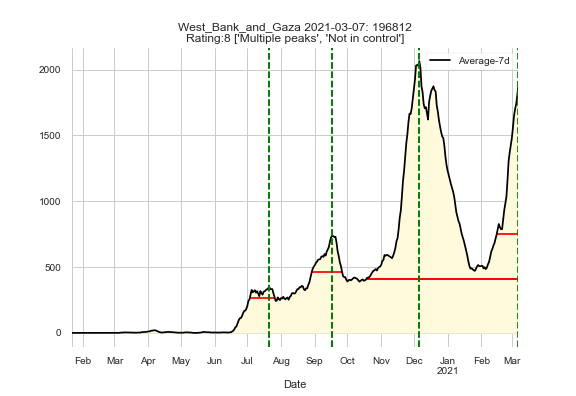 West_Bank_and_Gaza 2021-03-07: 196812
Rating:8 ['Multiple peaks', 'Not in control']
Average-7d
2000
1500
1000
500
0
Feb Mar Apr May Jun Jul Aug Sep Oct Nov Dec Jan Feb Mar
2021
Date